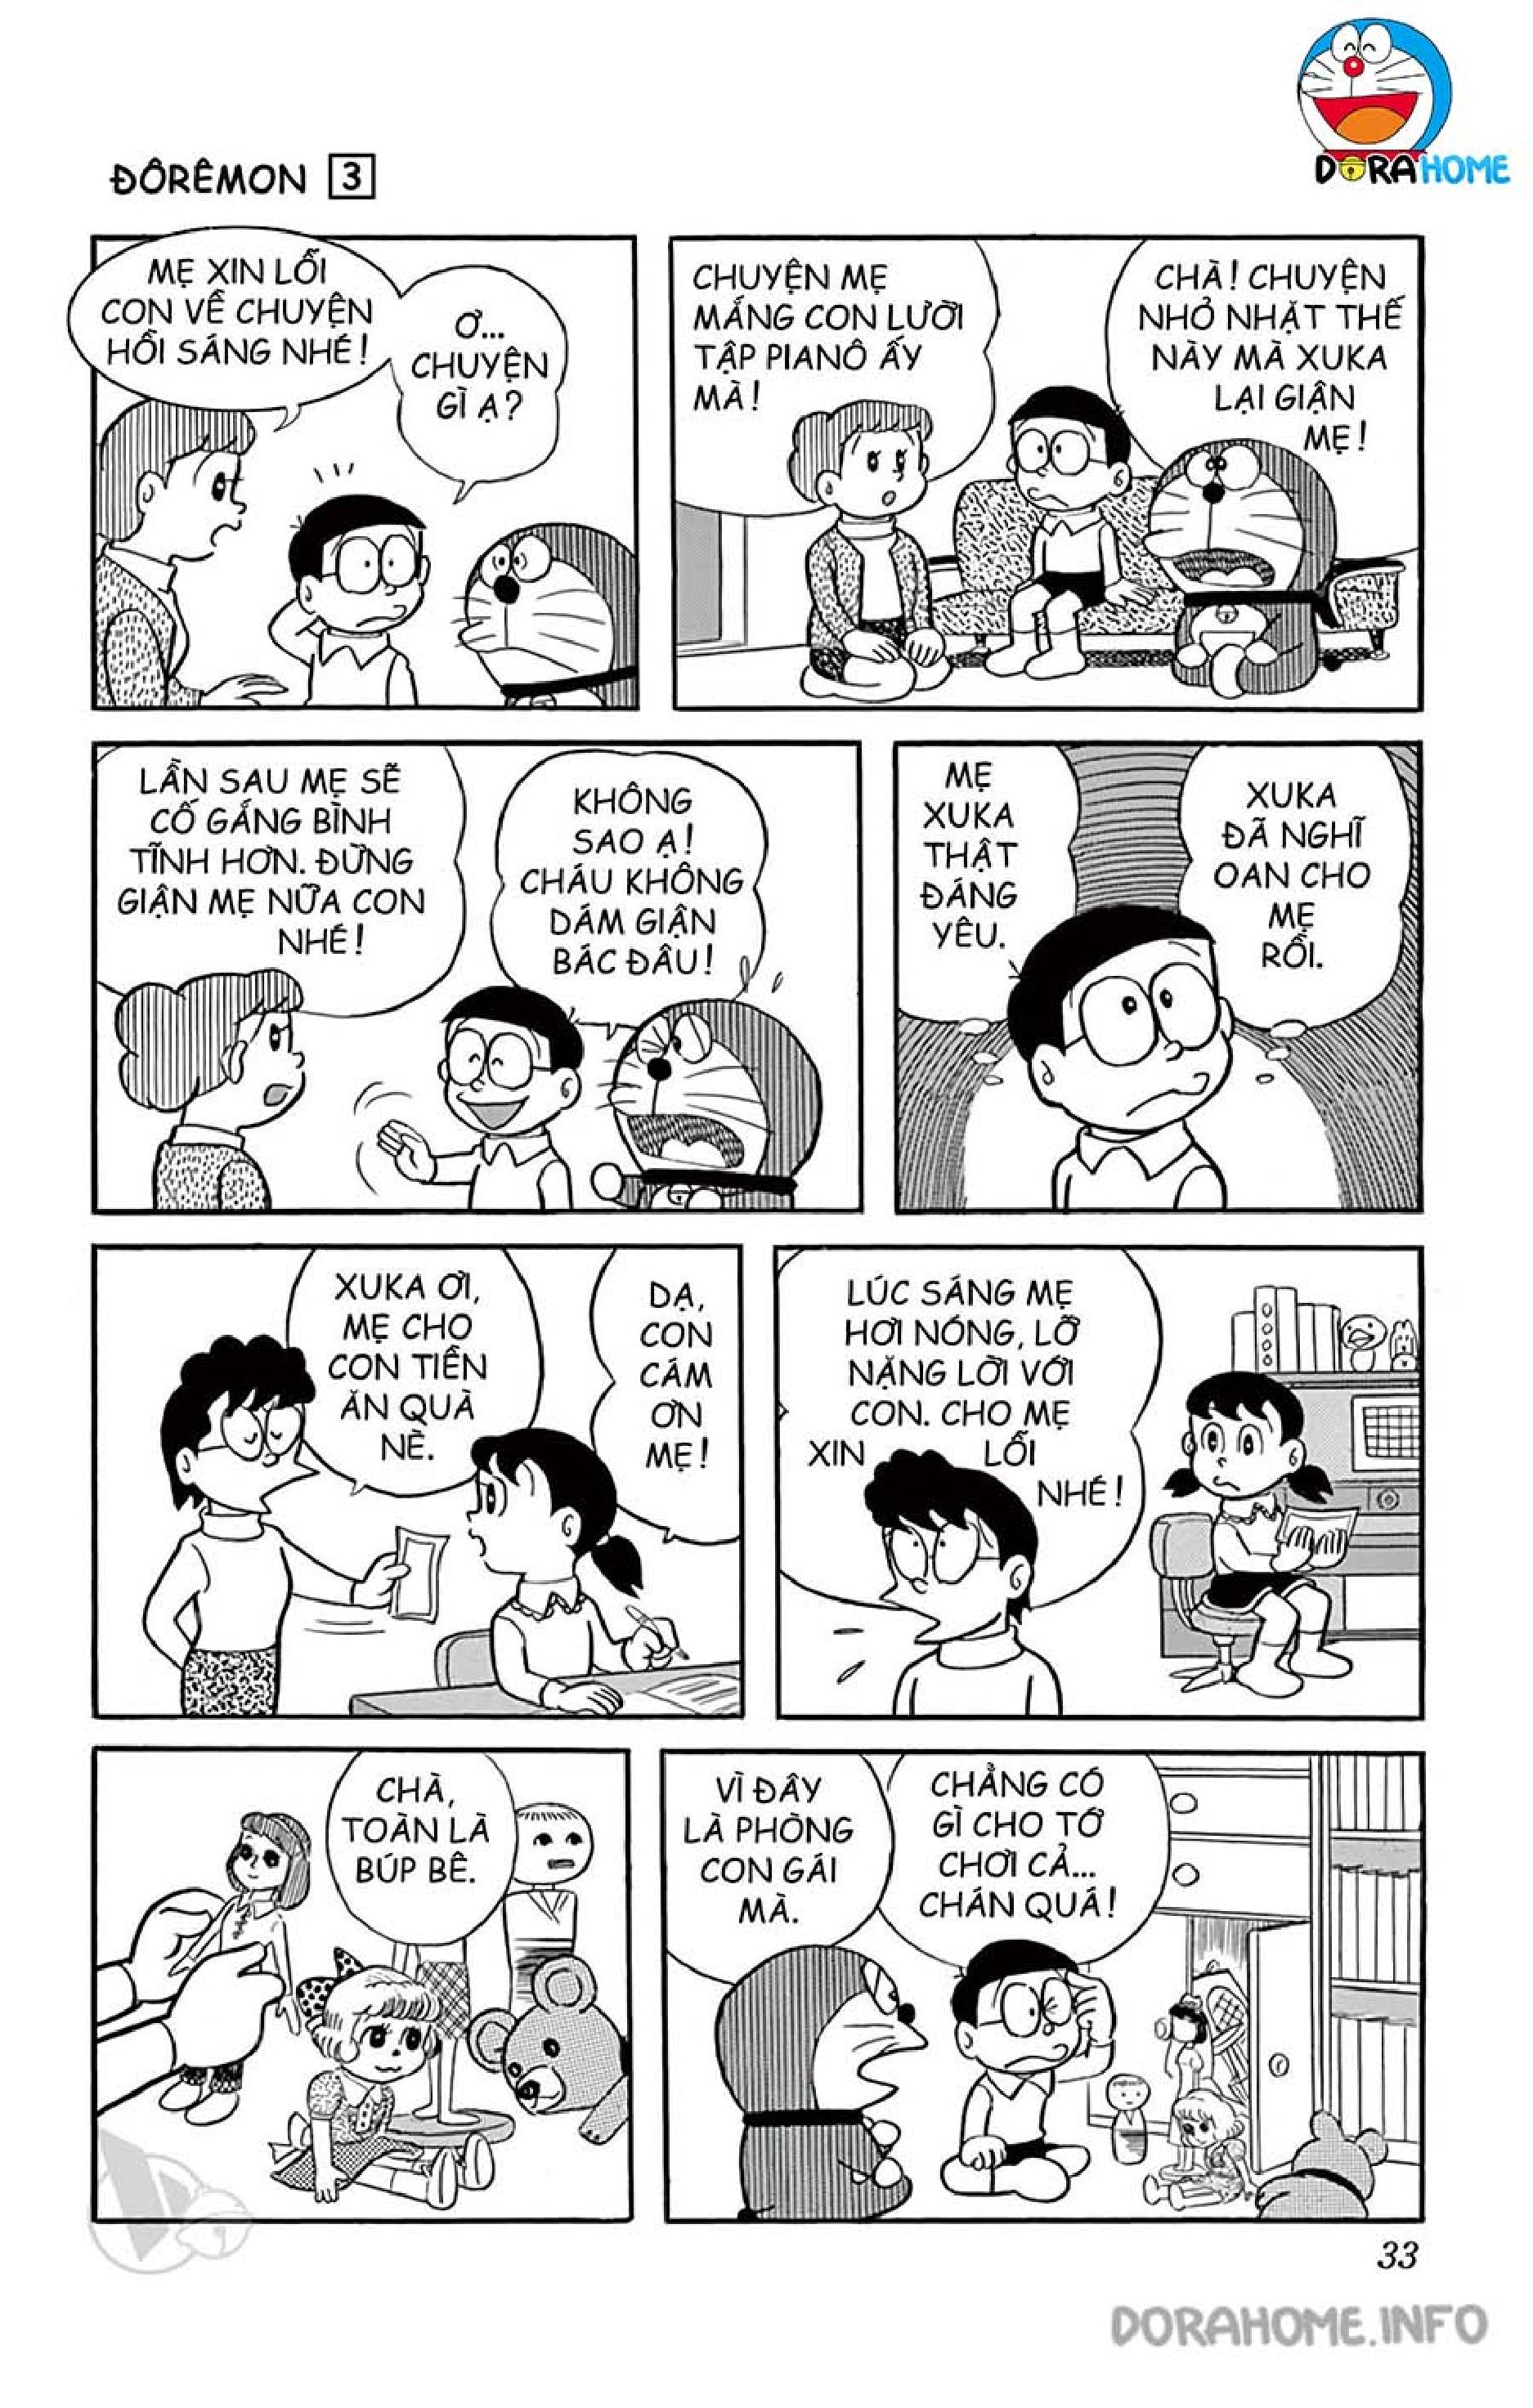 DORAHOME
ĐÔRÊMON 3
MẸ XIN LỖI
CON VỀ CHUYỆN
HỒI SÁNG NHÉ!
Ơ...
CHUYỆN
GÌ Ạ?
CHUYỆN MẸ
MẮNG CON LƯỜI
TẬP PIANÔ ẤY
MÀ!
CHÀ! CHUYỆN
NHỎ NHẶT THẾ
NÀY MÀ XUKA
LẠI GIẬN
MẸ!
LẦN SAU MẸ SẼ
CỐ GẮNG BÌNH
TĨNH HƠN. ĐỪNG
GIẬN MẸ NỮA CON
NHÉ!
KHÔNG
SAO Ạ!
CHÁU KHÔNG
DÁM GIẬN
BÁC ĐÂU!
MẸ
XUKA
THẬT
ĐÁNG
YÊU.
XUKA
ĐÃ NGHĨ
OAN CHO
MẸ
RỒI.
XUKA ƠI,
MẸ CHO
CON TIỀN
ĂN QUÀ
NÈ.
DẠ,
CON
CÁM
ƠN
MẸ!
LÚC SÁNG MẸ
HƠI NÓNG, LỠ
NẶNG LỜI VỚI
CON. CHO MẸ
XIN LỖI
NHÉ!
CHÀ,
TOÀN LÀ
BÚP BÊ.
VÌ ĐÂY
LÀ PHÒNG
CON GÁI
MÀ.
CHẲNG CÓ
GÌ CHO TỚ
CHƠI CẢ...
CHÁN QUÁ!
33
DORAHOME.INFO